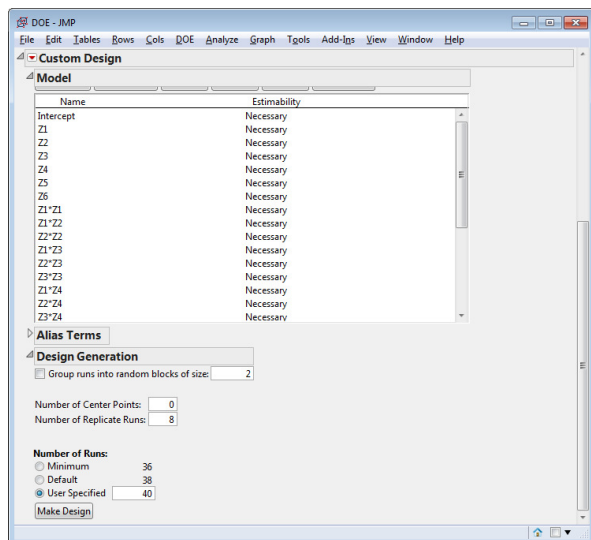 DOE - JMP
File Edit Tables Rows Cols DOE Analyze Graph Tools Add-Ins View Window Help
Custom Design
Model
Name Estimability
Intercept Necessary
Z1 Necessary
Z2 Necessary
Z3 Necessary
Z4 Necessary
Z5 Necessary
Z6 Necessary
Z1*Z1 Necessary
Z1*Z2 Necessary
Z2*Z2 Necessary
Z1*Z3 Necessary
Z2*Z3 Necessary
Z3*Z3 Necessary
Z1*Z4 Necessary
Z2*Z4 Necessary
Z3*Z4 Necessary
Alias Terms
Design Generation
Group runs into random blocks of size: 2
Number of Center Points: 0
Number of Replicate Runs: 8
Number of Runs:
Minimum 36
Default 38
User Specified 40
Make Design